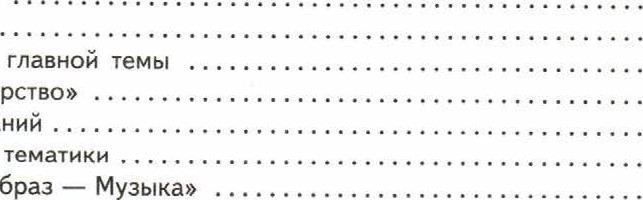 . . . . . . . . . . . . . . . . . . . . . . . . . . . . . . . . . . . . . . .
. . . . . . . . . . . . . . . . . . . . . . . . . . . . . . . . . . . . . . .
главной темы . . . . . . . . . . . . . . . . . . . . . . . . . . .
рство» . . . . . . . . . . . . . . . . . . . . . . . . . . . . . . . . .
ний . . . . . . . . . . . . . . . . . . . . . . . . . . . . . . . . . . . .
тематики . . . . . . . . . . . . . . . . . . . . . . . . . . . . . . .
браз — Музыка» . . . . . . . . . . . . . . . . . . . . . . . . .